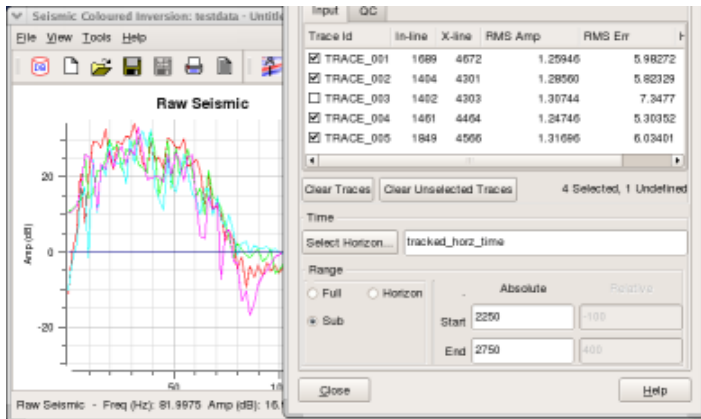 Seismic Coloured Inversion: testdata - Untitle
File View Tools Help
Raw Seismic
Amp (dB)
20
0
-20
50
10
Raw Seismic - Freq (Hz): 81.9975 Amp (dB): 16.
Input QC
Trace Id In-line X-line RMS Amp RMS Err H
TRACE_001 1689 4672 1.25946 5.98272
TRACE_002 1404 4301 1.28560 5.82329
TRACE_003 1402 4303 1.30744 7.3477
TRACE_004 1461 4464 1.24746 5.30352
TRACE_005 1849 4566 1.31696 6.03401
Clear Traces Clear Unselected Traces 4 Selected, 1 Undefined
Time
Select Horizon... tracked_horz_time
Range
Full Horizon . Absolute Relative
Sub Start 2250 -100
End 2750 400
Close Help